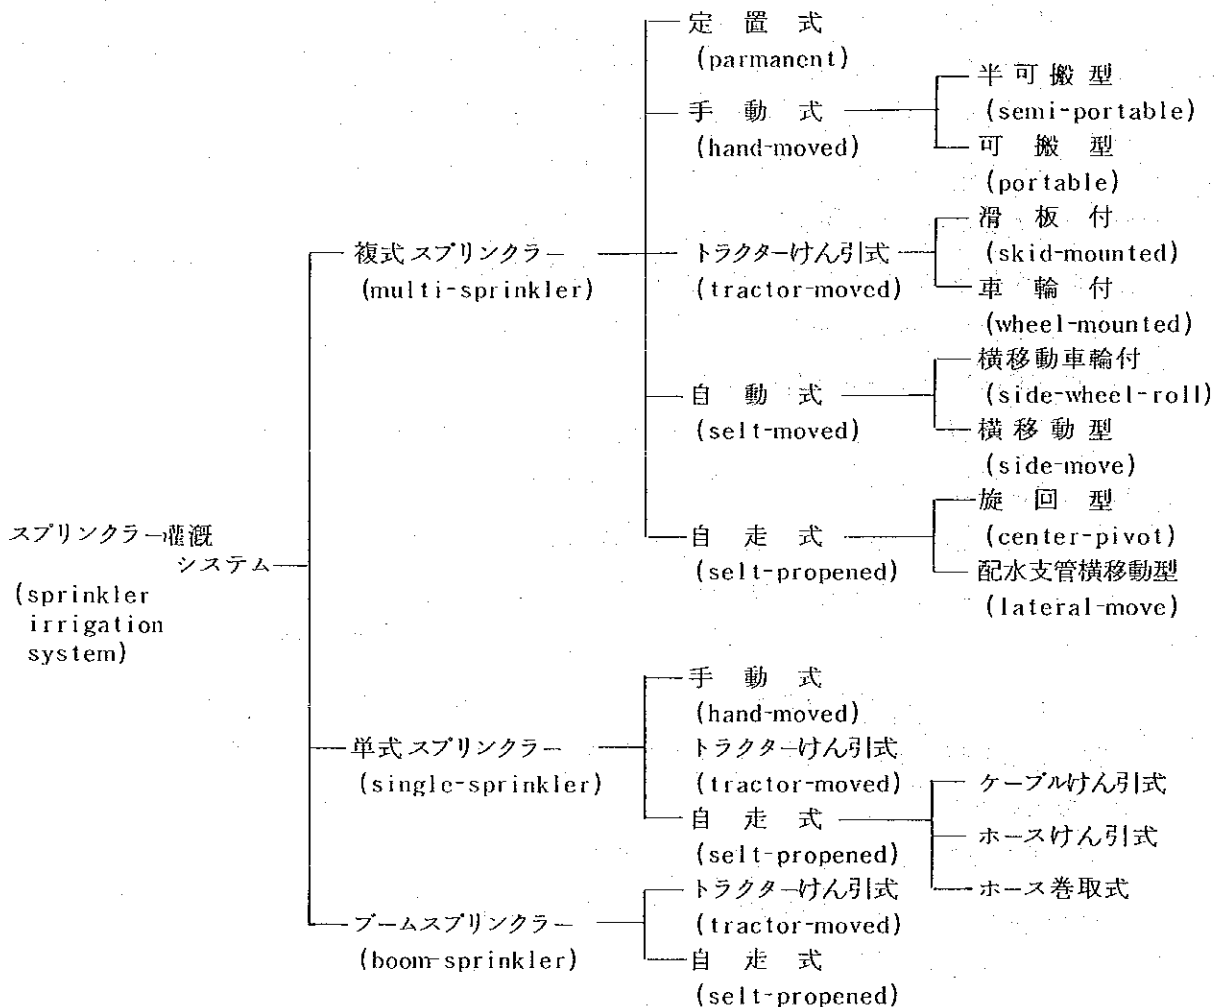 スプリンクラー灌漑
システム
(sprinkler
irrigation
system)
複式スプリンクラー
(multi-sprinkler)
定置式
(parmanent)
手動式
(hand-moved)
半可搬型
(semi-portable)
可搬型
(portable)
トラクターけん引式
(tractor-moved)
滑板付
(skid-mounted)
車輪付
(wheel-mounted)
自動式
(selt-moved)
横移動車輪付
(side-wheel-roll)
横移動型
(side-move)
自走式
(selt-propened)
旋回型
(center-pivot)
配水支管横移動型
(lateral-move)
単式スプリンクラー
(single-sprinkler)
手動式
(hand-moved)
トラクターけん引式
(tractor-moved)
自走式
(selt-propened)
ケーブルけん引式
ホースけん引式
ホース巻取式
ブームスプリンクラー
(boom-sprinkler)
トラクターけん引式
(tractor-moved)
自走式
(selt-propened)